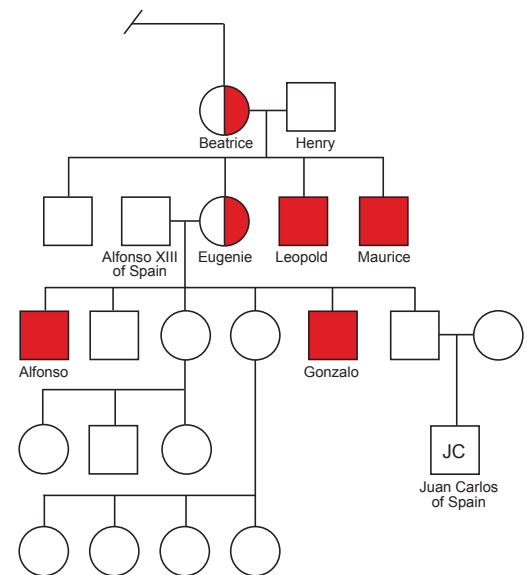 Beatrice
Henry
Alfonso XIII
of Spain
Eugenie
Leopold
Maurice
Alfonso
Gonzalo
JC
Juan Carlos
of Spain